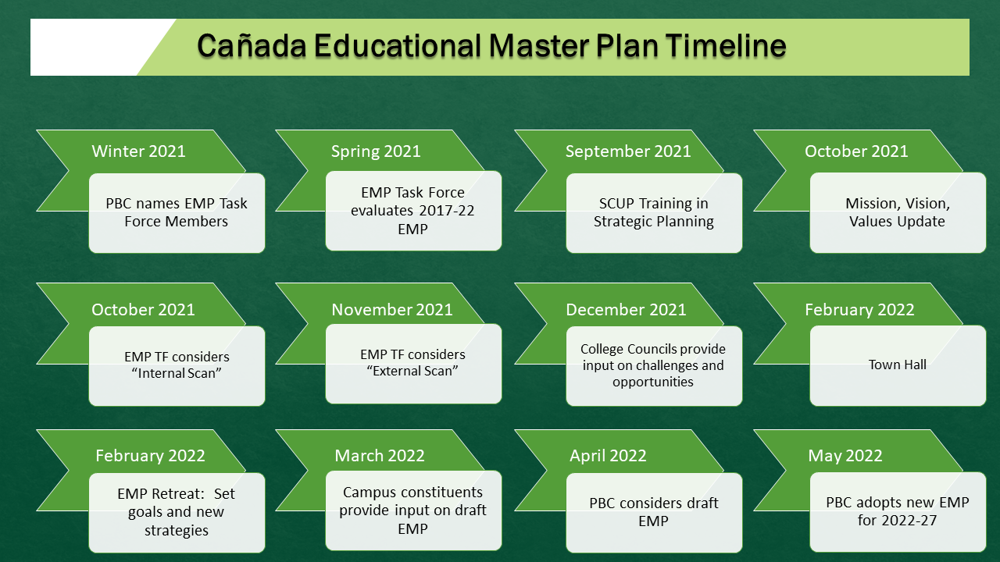 Cañada Educational Master Plan Timeline
Winter 2021
PBC names EMP Task
Force Members
Spring 2021
EMP Task Force
evaluates 2017-22
EMP
September 2021
SCUP Training in
Strategic Planning
October 2021
Mission, Vision,
Values Update
October 2021
EMP TF considers
“Internal Scan”
November 2021
EMP TF considers
“External Scan”
December 2021
College Councils provide
input on challenges and
opportunities
February 2022
Town Hall
February 2022
EMP Retreat:  Set
goals and new
strategies
March 2022
Campus constituents
provide input on draft
EMP
April 2022
PBC considers draft
EMP
May 2022
PBC adopts new EMP
for 2022-27